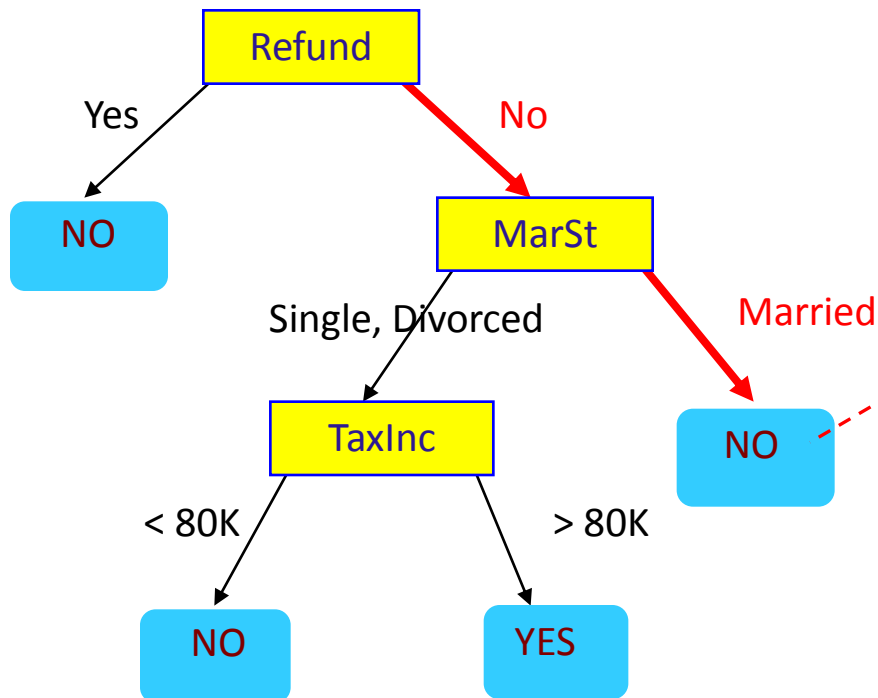 Refund
Yes
No
NO
MarSt
Single, Divorced
Married
TaxInc
NO
< 80K
> 80K
NO
YES